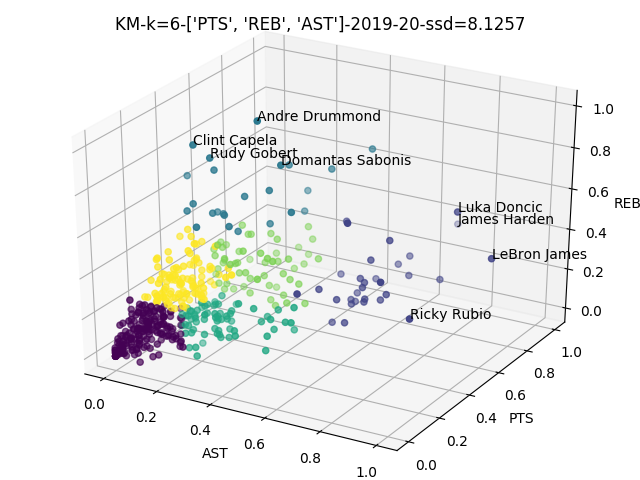 KM-k=6-['PTS', 'REB', 'AST']-2019-20-ssd=8.1257
Andre Drummond
Clint Capela
Rudy Gobert
Domantas Sabonis
Luka Doncic
James Harden
LeBron James
Ricky Rubio
1.0
0.8
0.6
0.4
0.2
0.0
REB
1.0
0.8
0.6
0.4
0.2
0.0
PTS
0.0
0.2
0.4
0.6
0.8
1.0
AST